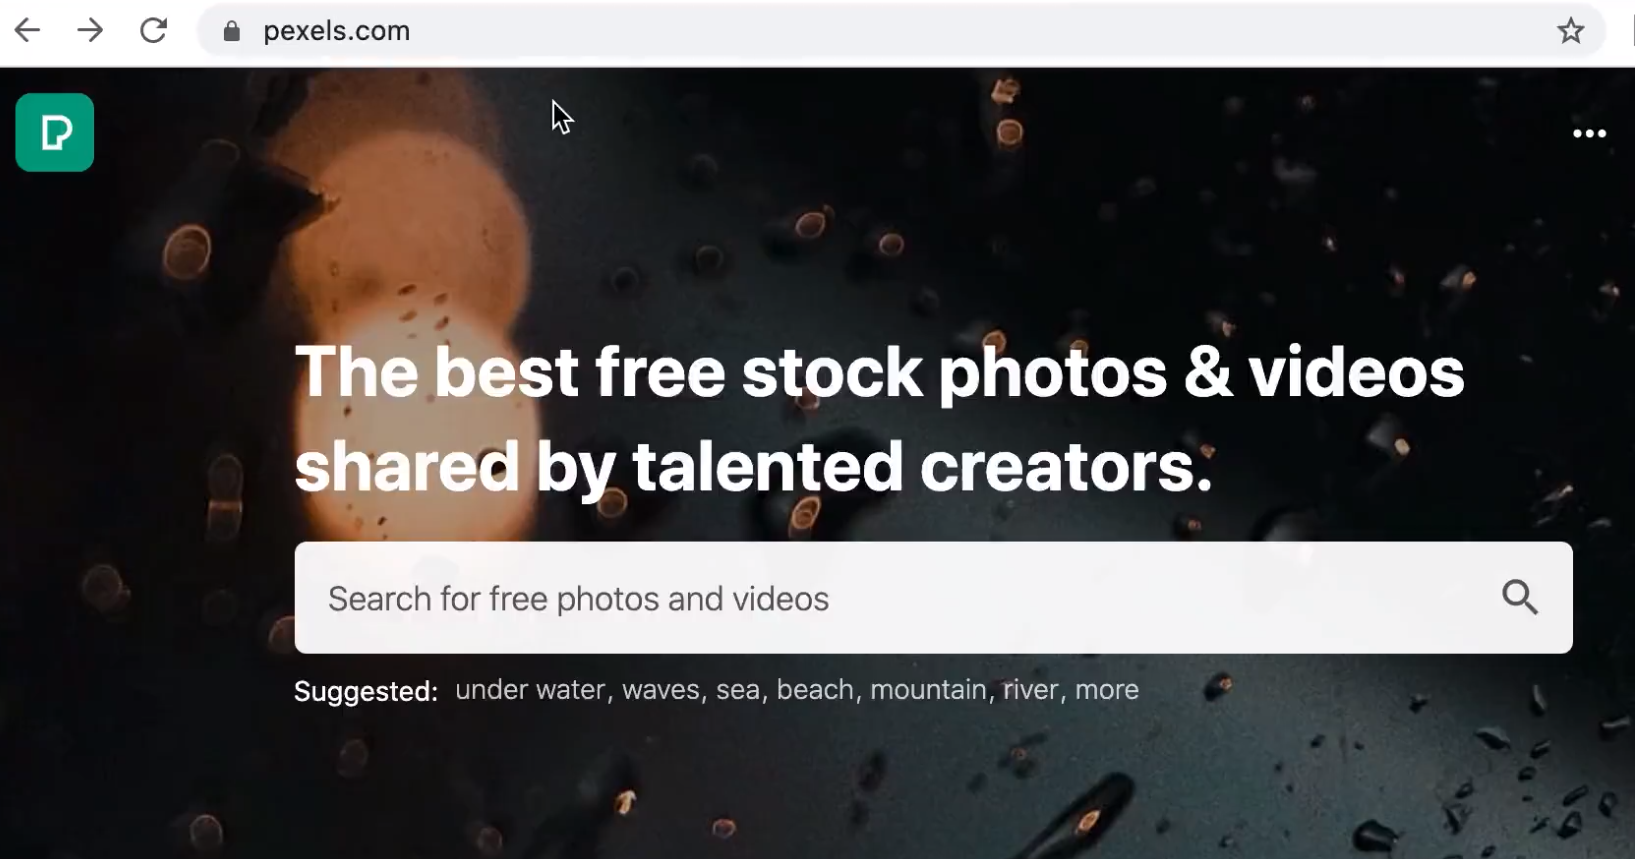 pexels.com
The best free stock photos & videos
shared by talented creators.
Search for free photos and videos
Suggested: under water, waves, sea, beach, mountain, river, more